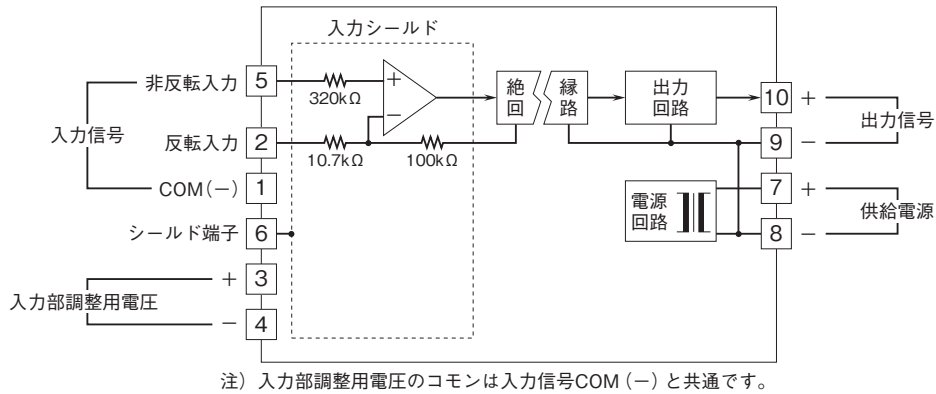 入力シールド
非反転入力 5
320kΩ
+
絶 縁
回 路
出力
回路
10 +
出力信号
入力信号
反転入力 2
10.7kΩ
−
100kΩ
9 −
COM(−) 1
電源
回路
7 +
供給電源
シールド端子 6
8 −
+ 3
入力部調整用電圧
− 4
注）入力部調整用電圧のコモンは入力信号COM(−)と共通です。